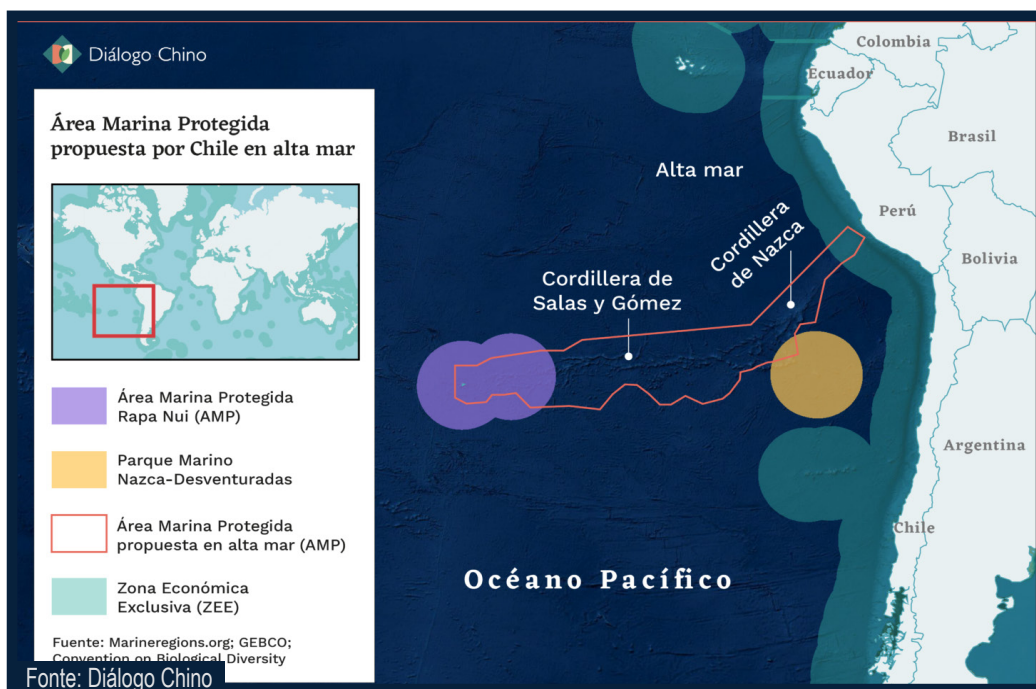 Diálogo Chino
Área Marina Protegida
propuesta por Chile en alta mar
Área Marina Protegida
Rapa Nui (AMP)
Parque Marino
Nazca-Desventuradas
Área Marina Protegida
propuesta en alta mar (AMP)
Zona Económica
Exclusiva (ZEE)
Fuente: Marineregions.org; GEBCO;
Convention on Biological Diversity
Fonte: Diálogo Chino
Colombia
Ecuador
Brasil
Alta mar
Perú
Cordillera
de Nazca
Bolivia
Cordillera de
Salas y Gómez
Argentina
Chile
Océano Pacífico